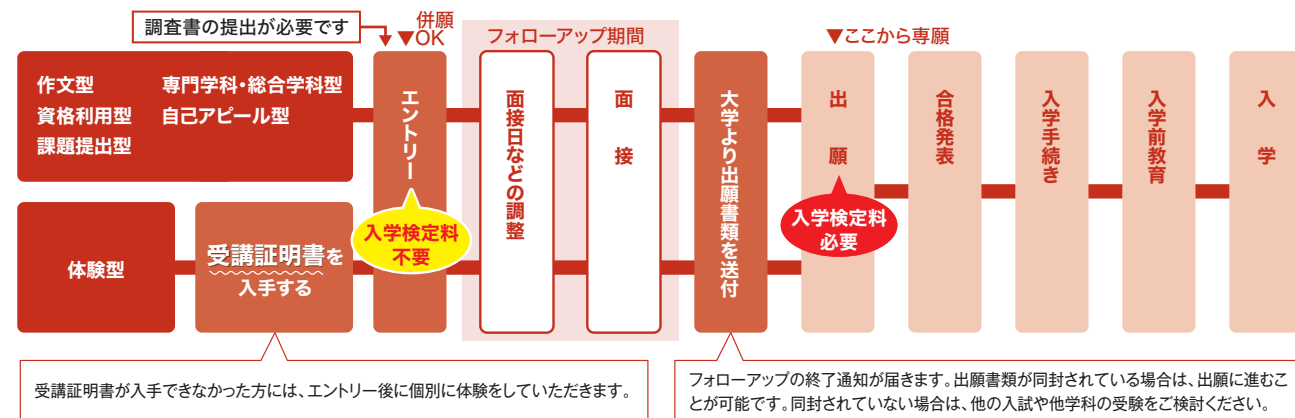 調査書の提出が必要です
併願
▼OK
フォローアップ期間
▼ここから専願
作文型
資格利用型
課題提出型
専門学科・総合学科型
自己アピール型
体験型
受講証明書を
入手する
エントリー
入学検定料
不要
面接日などの調整
面接
大学より出願書類を送付
出願
入学検定料
必要
合格発表
入学手続き
入学前教育
入学
受講証明書が入手できなかった方には、エントリー後に個別に体験をしていただきます。
フォローアップの終了通知が届きます。出願書類が同封されている場合は、出願に進むこ
とが可能です。同封されていない場合は、他の入試や他学科の受験をご検討ください。